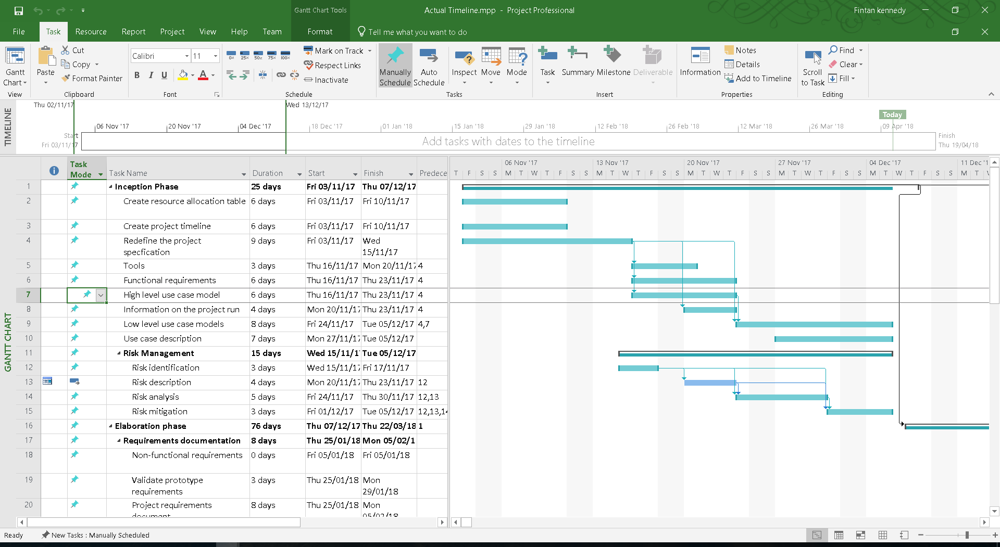 Gantt Chart Tools
Actual Timeline.mpp - Project Professional
Fintan kennedy
File Task Resource Report Project View Help Team Format Tell me what you want to do
Gantt Chart
View
Paste
Cut
Copy
Format Painter
Clipboard
Calibri 11
B I U A
Font
0% 25% 50% 75% 100%
Mark on Track
Respect Links
Inactivate
Schedule
Manually Schedule
Auto Schedule
Inspect
Move
Mode
Tasks
Task
Summary
Milestone
Deliverable
Insert
Information
Notes
Details
Add to Timeline
Properties
Scroll to Task
Find
Clear
Fill
Editing
TIMELINE
Thu 02/11/17 Wed 13/12/17
Today
06 Nov '17 20 Nov '17 04 Dec '17 18 Dec '17 01 Jan '18 15 Jan '18 29 Jan '18 12 Feb '18 26 Feb '18 12 Mar '18 26 Mar '18 09 Apr '18
Start
Fri 03/11/17
Add tasks with dates to the timeline
Finish
Thu 19/04/18
GANTT CHART
Task Mode Task Name Duration Start Finish Predece
06 Nov '17 13 Nov '17 20 Nov '17 27 Nov '17 04 Dec '17 11 Dec '1
T F S S M T W T F S S M T W T F S S M T W T F S S M T W T F S S M T W T F S S M T
1 Inception Phase 25 days Fri 03/11/17 Thu 07/12/17
2 Create resource allocation table 6 days Fri 03/11/17 Fri 10/11/17
3 Create project timeline 6 days Fri 03/11/17 Fri 10/11/17
4 Redefine the project specfication 9 days Fri 03/11/17 Wed 15/11/17
5 Tools 3 days Thu 16/11/17 Mon 20/11/17 4
6 Functional requirements 6 days Thu 16/11/17 Thu 23/11/17 4
7 High level use case model 6 days Thu 16/11/17 Thu 23/11/17 4
8 Information on the project run 4 days Mon 20/11/17 Thu 23/11/17 4
9 Low level use case models 8 days Fri 24/11/17 Tue 05/12/17 4,7
10 Use case description 7 days Mon 27/11/17 Tue 05/12/17
11 Risk Management 15 days Wed 15/11/1 Tue 05/12/17
12 Risk identification 3 days Wed 15/11/17 Fri 17/11/17
13 Risk description 4 days Mon 20/11/17 Thu 23/11/17 12
14 Risk analysis 5 days Fri 24/11/17 Thu 30/11/17 12,13
15 Risk mitigation 3 days Fri 01/12/17 Tue 05/12/17 12,13,14
16 Elaboration phase 76 days Thu 07/12/17 Thu 22/03/18 1
17 Requirements documentation 8 days Thu 25/01/18 Mon 05/02/1
18 Non-functional requirements 0 days Fri 05/01/18 Fri 05/01/18
19 Validate prototype requirements 3 days Thu 25/01/18 Mon 29/01/18
20 Project requirements document 8 days Thu 25/01/18 Mon 05/02/18
Ready New Tasks : Manually Scheduled